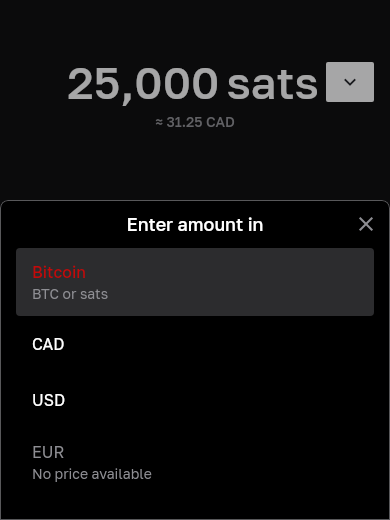 25,000 sats
≈ 31.25 CAD
Enter amount in
Bitcoin
BTC or sats
CAD
USD
EUR
No price available